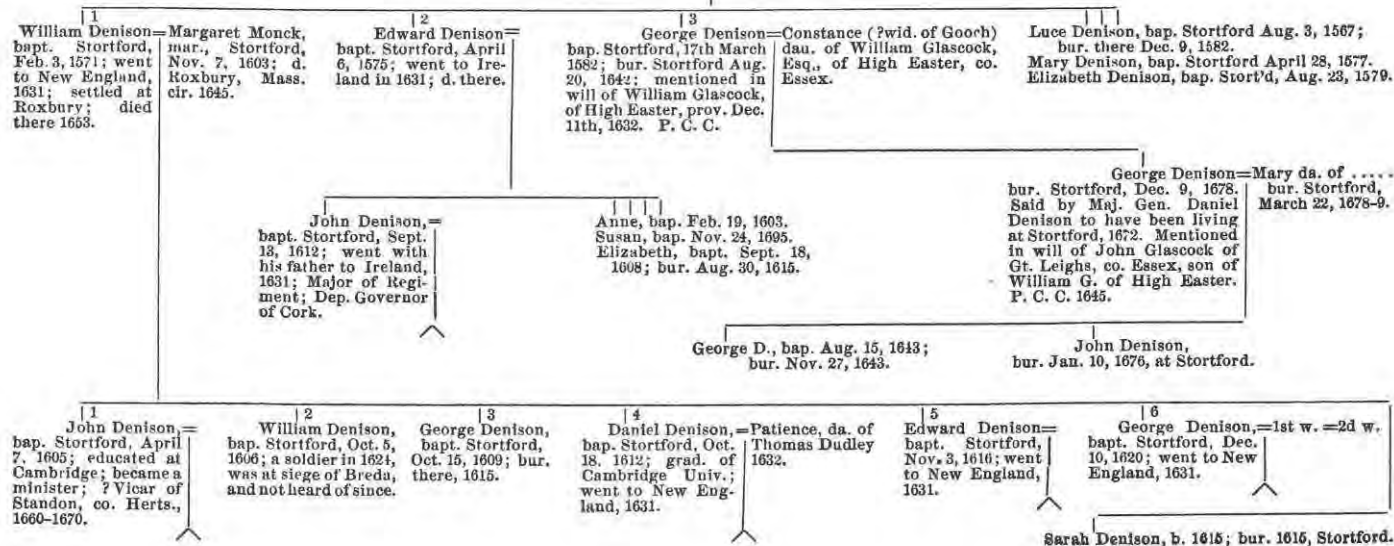 1
William Denison=
bapt. Stortford,
Feb. 3, 1571; went
to New England,
1631; settled at
Roxbury; died
there 1653.
Margaret Monck,
mar., Stortford,
Nov. 7, 1603; d.
Roxbury, Mass.
cir. 1645.
2
Edward Denison=
bapt. Stortford, April
6, 1575; went to Ire-
land in 1631; d. there.
3
George Denison=
bap. Stortford, 17th March
1582; bur. Stortford Aug.
20, 1642; mentioned in
will of William Glascock,
of High Easter, prov. Dec.
11th, 1632. P. C. C.
Constance (?wid. of Gooch)
dau. of William Glascock,
Esq., of High Easter, co.
Essex.
Luce Denison, bap. Stortford Aug. 3, 1567;
bur. there Dec. 9, 1582.
Mary Denison, bap. Stortford April 28, 1577.
Elizabeth Denison, bap. Stort'd, Aug. 23, 1579.
John Denison,=
bapt. Stortford, Sept.
13, 1612; went with
his father to Ireland,
1631; Major of Regi-
ment; Dep. Governor
of Cork.
Anne, bap. Feb. 19, 1603.
Susan, bap. Nov. 24, 1695.
Elizabeth, bapt. Sept. 18,
1608; bur. Aug. 30, 1615.
George Denison=
bur. Stortford, Dec. 9, 1678.
Said by Maj. Gen. Daniel
Denison to have been living
at Stortford, 1672. Mentioned
in will of John Glascock of
Gt. Leighs, co. Essex, son of
William G. of High Easter.
P. C. C. 1645.
Mary da. of .....
bur. Stortford,
March 22, 1678-9.
George D., bap. Aug. 15, 1643;
bur. Nov. 27, 1643.
John Denison,
bur. Jan. 10, 1676, at Stortford.
1
John Denison,=
bap. Stortford, April
7, 1605; educated at
Cambridge; became a
minister; ? Vicar of
Standon, co. Herts.,
1660-1670.
2
William Denison,
bap. Stortford, Oct. 5,
1606; a soldier in 1624,
was at siege of Breda,
and not heard of since.
3
George Denison,
bapt. Stortford,
Oct. 15, 1609; bur.
there, 1615.
4
Daniel Denison,=
bap. Stortford, Oct.
18, 1612; grad. of
Cambridge Univ.;
went to New Eng-
land, 1631.
Patience, da. of
Thomas Dudley
1632.
5
Edward Denison=
bapt. Stortford,
Nov. 3, 1616; went
to New England,
1631.
6
George Denison,=1st w. =2d w.
bapt. Stortford, Dec.
10, 1620; went to New
England, 1631.
Sarah Denison, b. 1615; bur. 1615, Stortford.